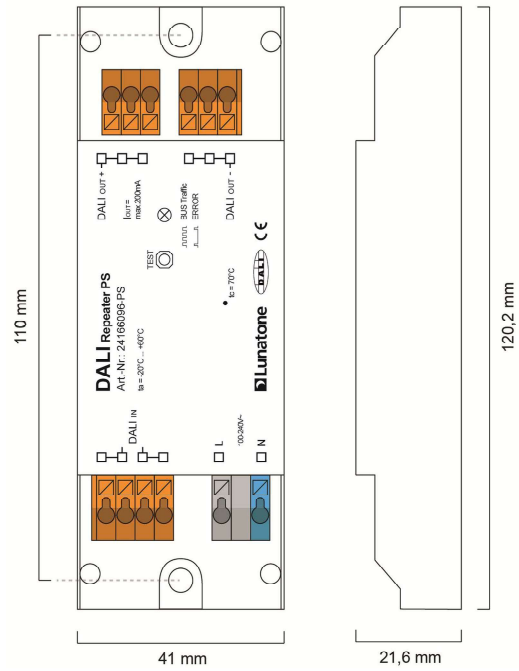 DALI OUT +
IOUT=
max.200mA
BUS Traffic
ERROR
DALI OUT -
TEST
DALI Repeater PS
Art.-Nr.: 24166096-PS
ta = -20°C ... +60°C
tc = 70°C
Lunatone
DALI
CE
DALI IN
L
100-240V~
N
110 mm
120,2 mm
41 mm
21,6 mm